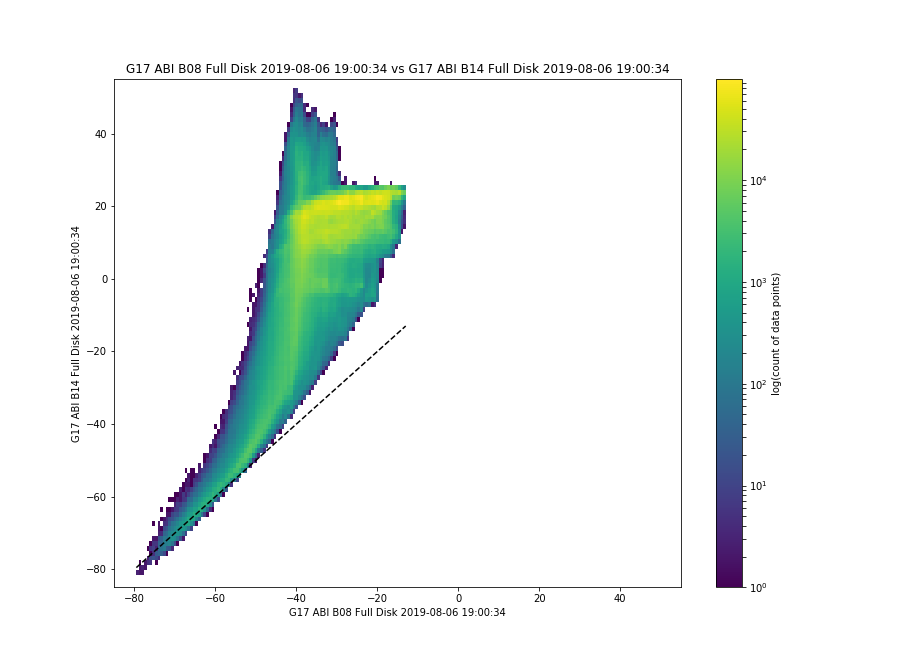 G17 ABI B08 Full Disk 2019-08-06 19:00:34 vs G17 ABI B14 Full Disk 2019-08-06 19:00:34
40
20
0
−20
−40
−60
−80
G17 ABI B14 Full Disk 2019-08-06 19:00:34
−80 −60 −40 −20 0 20 40
G17 ABI B08 Full Disk 2019-08-06 19:00:34
10⁴
10³
10²
10¹
10⁰
log(count of data points)